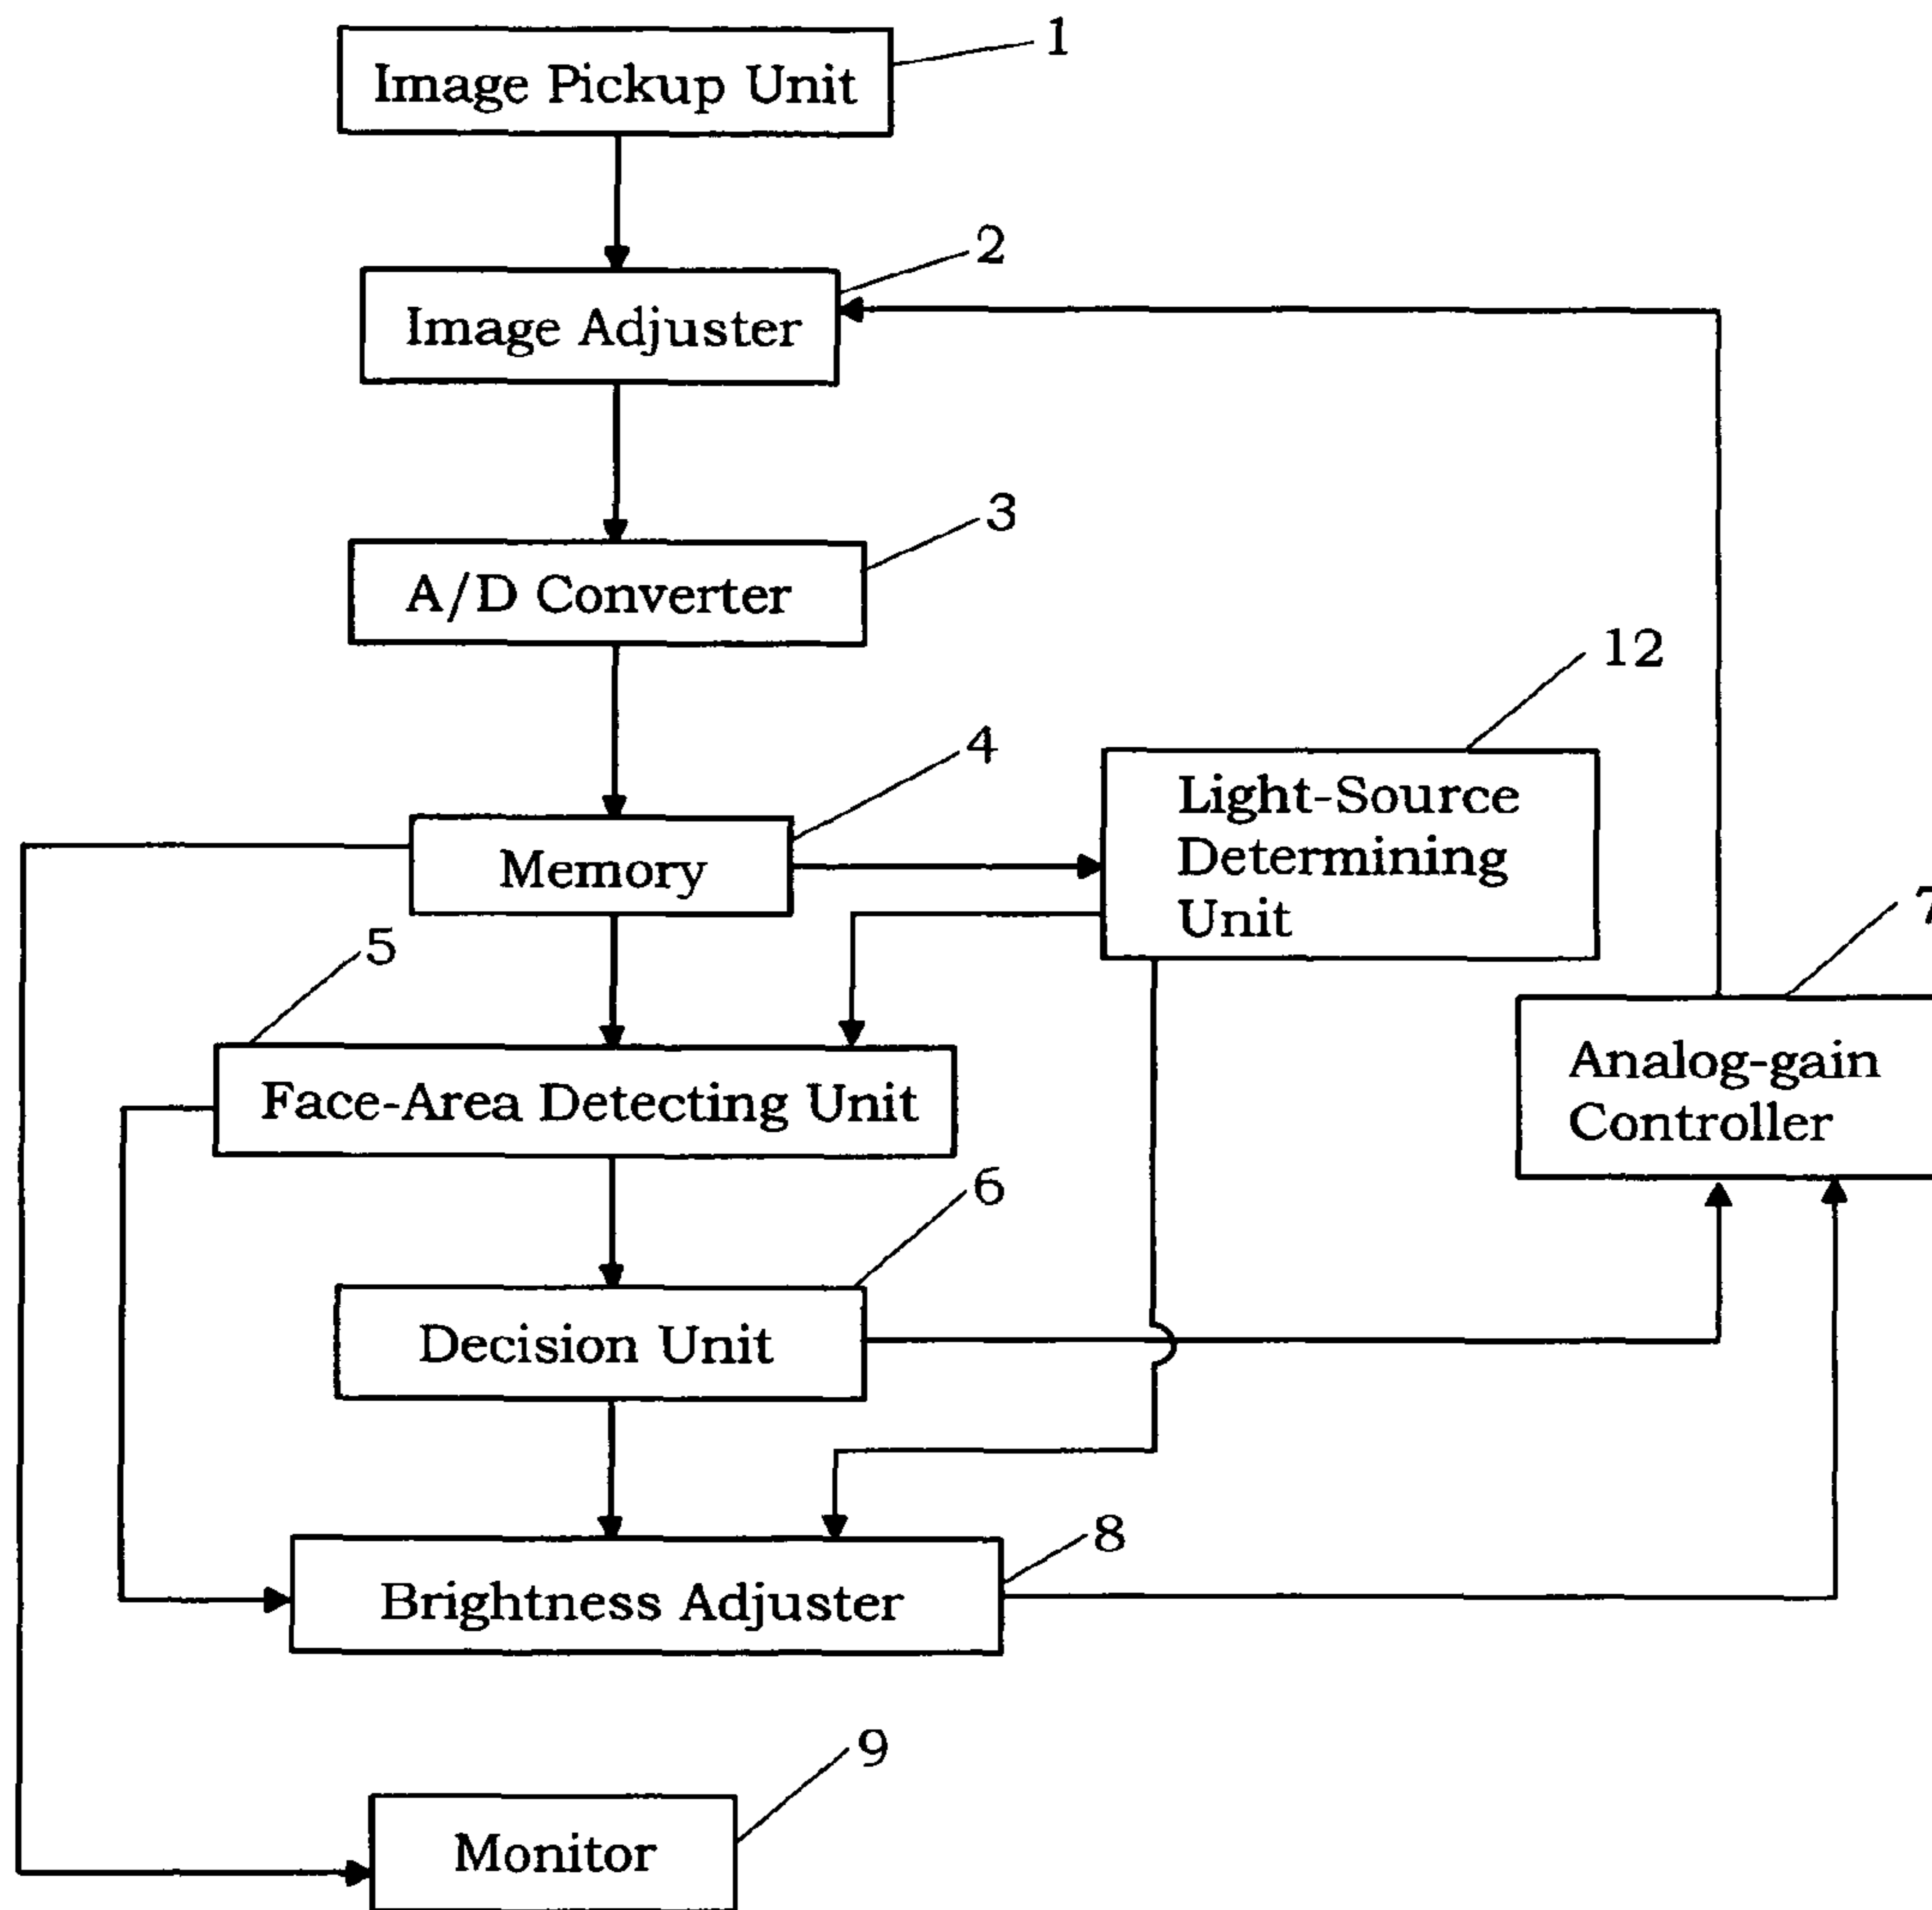 1
Image Pickup Unit
2
Image Adjuster
3
A/D Converter
12
4
Light-Source
Determining
Unit
Memory
7
5
Face-Area Detecting Unit
Analog-gain
Controller
6
Decision Unit
8
Brightness Adjuster
9
Monitor